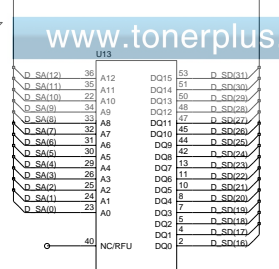 www.tonerplus
U13
D_SA(12) 36 A12 DQ15 53 D_SD(31)
D_SA(11) 35 A11 DQ14 51 D_SD(30)
D_SA(10) 22 A10 DQ13 50 D_SD(29)
D_SA(9) 34 A9 DQ12 48 D_SD(28)
D_SA(8) 33 A8 DQ11 47 D_SD(27)
D_SA(7) 32 A7 DQ10 45 D_SD(26)
D_SA(6) 31 A6 DQ9 44 D_SD(25)
D_SA(5) 30 A5 DQ8 42 D_SD(24)
D_SA(4) 29 A4 DQ7 13 D_SD(23)
D_SA(3) 26 A3 DQ6 11 D_SD(22)
D_SA(2) 25 A2 DQ5 10 D_SD(21)
D_SA(1) 24 A1 DQ4 8 D_SD(20)
D_SA(0) 23 A0 DQ3 7 D_SD(19)
DQ2 5 D_SD(18)
DQ1 4 D_SD(17)
40 NC/RFU DQ0 2 D_SD(16)